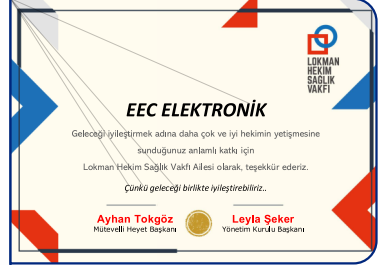 LOKMAN
HEKİM
SAĞLIK
VAKFI
EEC ELEKTRONİK
Geleceği iyileştirmek adına daha çok ve iyi hekimin yetişmesine
sunduğunuz anlamlı katkı için
Lokman Hekim Sağlık Vakfı Ailesi olarak, teşekkür ederiz.
Çünkü geleceği birlikte iyileştirebiliriz..
Ayhan Tokgöz
Mütevelli Heyet Başkanı
Leyla Şeker
Yönetim Kurulu Başkanı